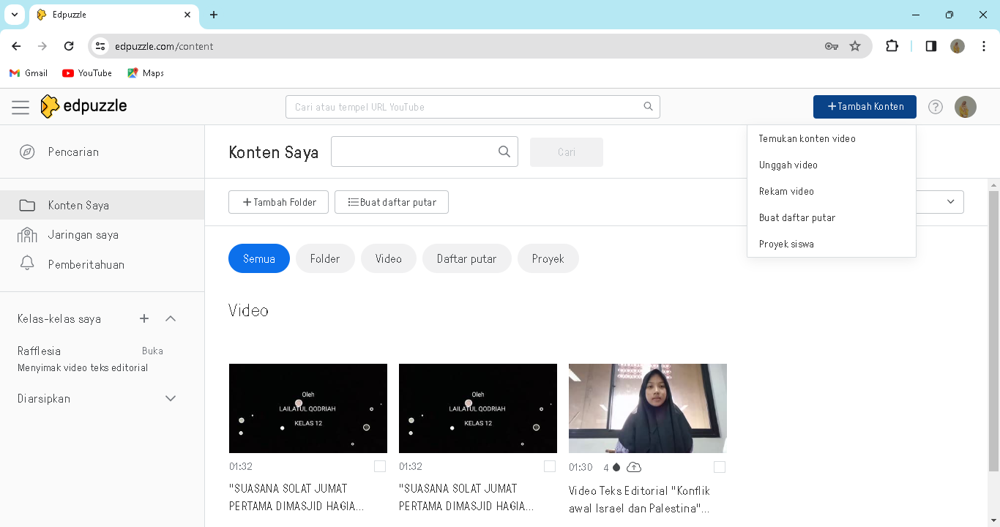 Edpuzzle
edpuzzle.com/content
Gmail
YouTube
Maps
edpuzzle
Cari atau tempel URL YouTube
+Tambah Konten
?
Temukan konten video
Unggah video
Rekam video
Buat daftar putar
Proyek siswa
Pencarian
Konten Saya
Jaringan saya
Pemberitahuan
Kelas-kelas saya
Rafflesia
Buka
Menyimak video teks editorial
Diarsipkan
Konten Saya
Cari
+Tambah Folder
Buat daftar putar
Semua
Folder
Video
Daftar putar
Proyek
Video
Oleh
LAILATUL QODRIAH
KELAS 12
01:32
"SUASANA SOLAT JUMAT
PERTAMA DIMASJID HAGIA...
Oleh
LAILATUL QODRIAH
KELAS 12
01:32
"SUASANA SOLAT JUMAT
PERTAMA DIMASJID HAGIA...
01:30 4
Video Teks Editorial "Konflik
awal Israel dan Palestina"...